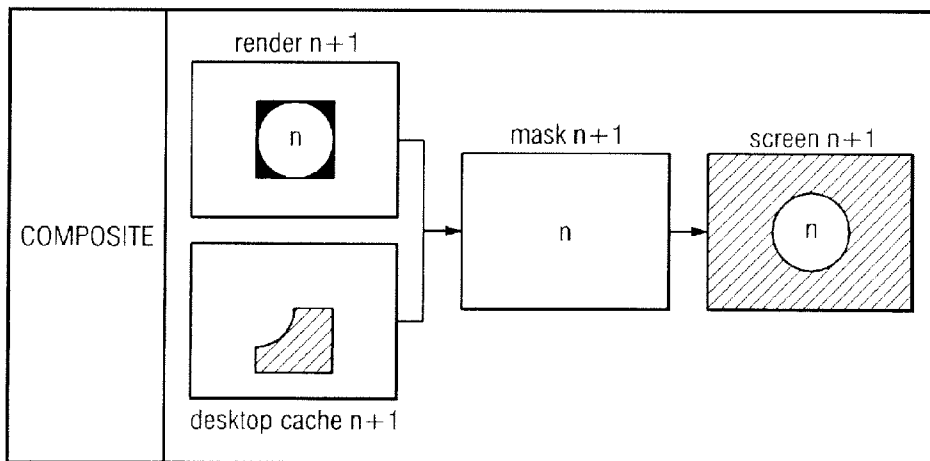 render n+1
n
mask n+1
screen n+1
COMPOSITE
n
n
desktop cache n+1